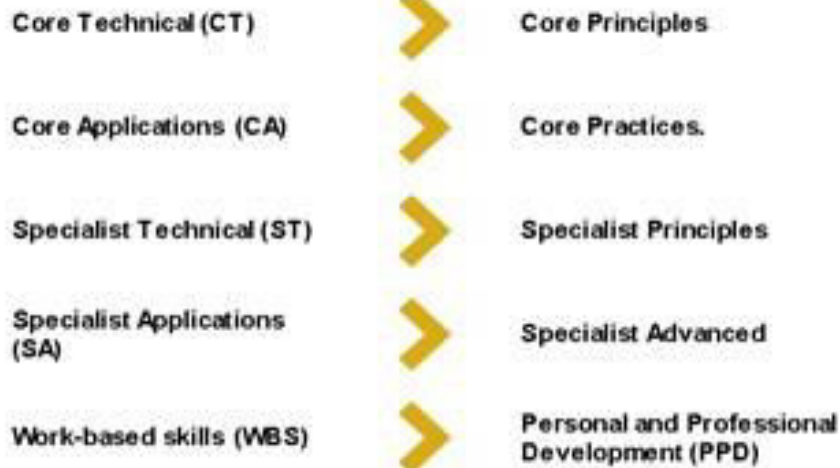 Core Technical (CT)
Core Principles
Core Applications (CA)
Core Practices.
Specialist Technical (ST)
Specialist Principles
Specialist Applications
(SA)
Specialist Advanced
Work-based skills (WBS)
Personal and Professional
Development (PPD)